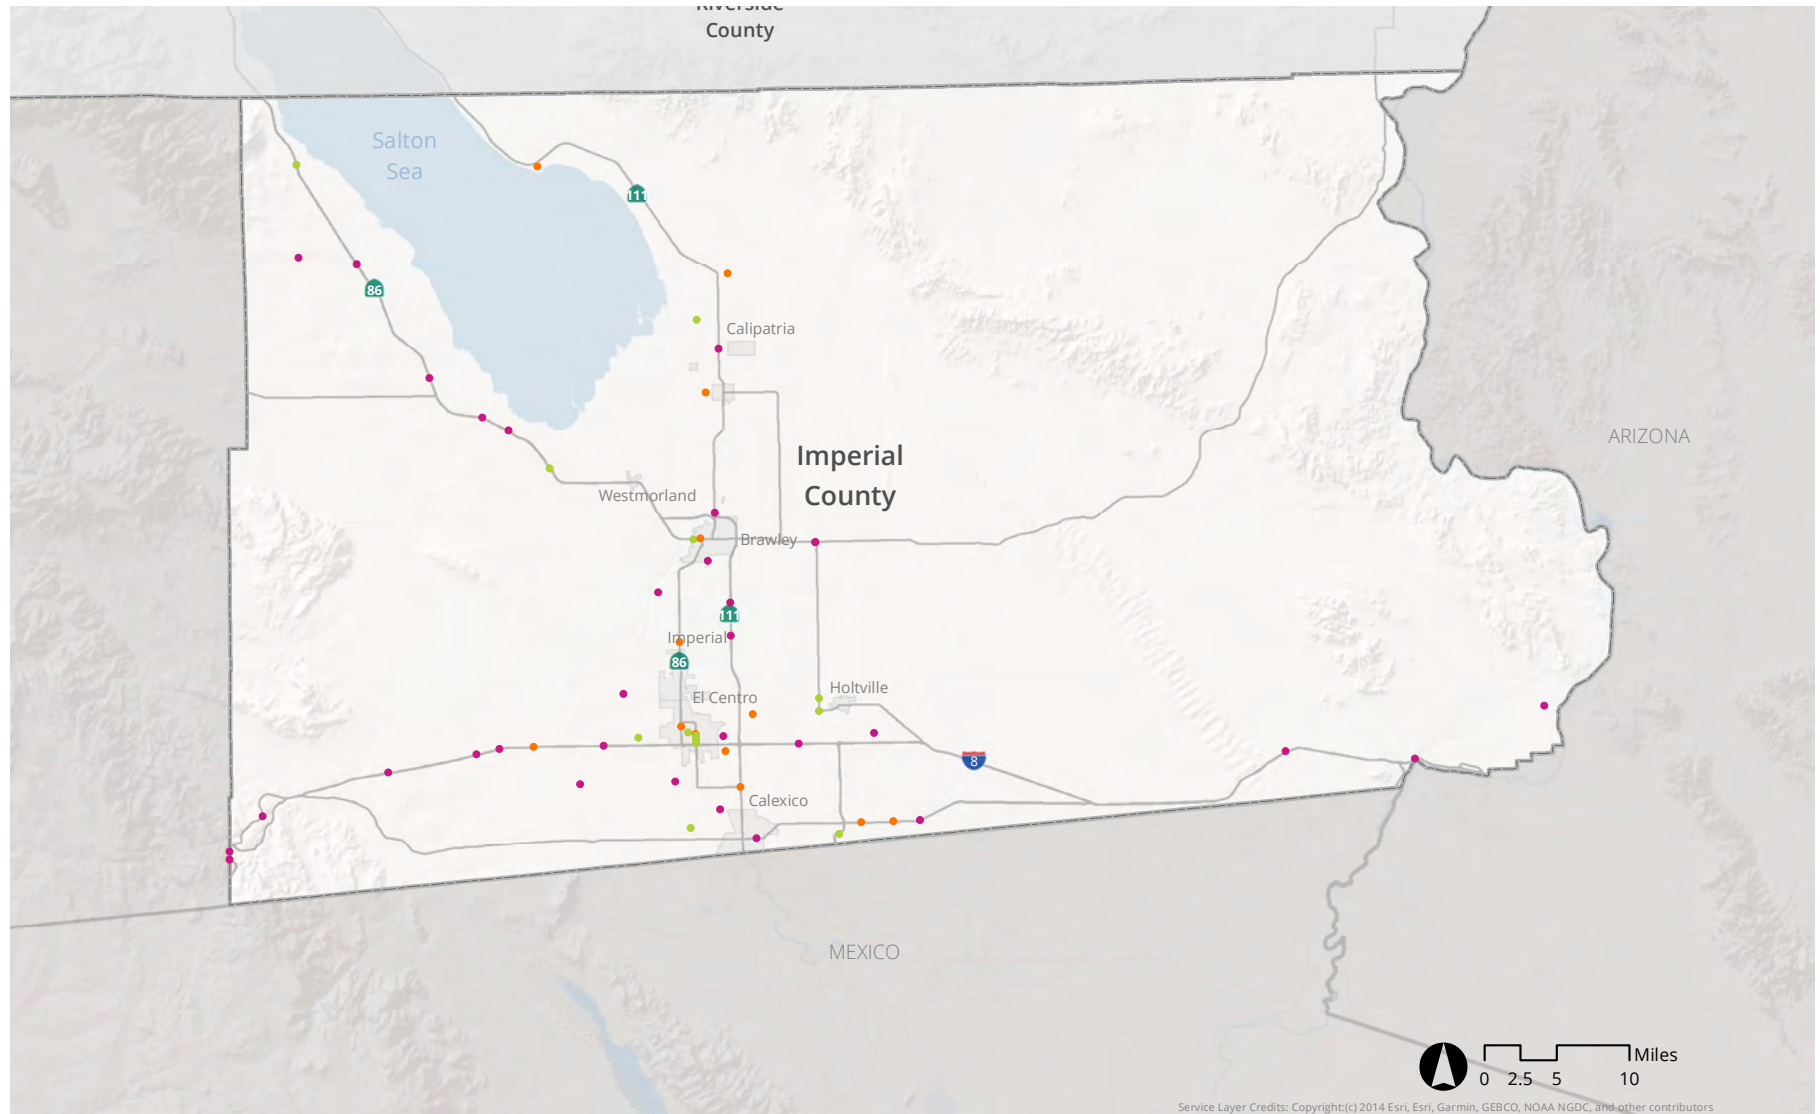 Riverside
County
Salton
Sea
111
86
Calipatria
ARIZONA
Imperial
County
Westmorland
Brawley
111
Imperial
86
El Centro
Holtville
8
Calexico
MEXICO
Miles
0 2.5 5 10
Service Layer Credits: Copyright:(c) 2014 Esri, Esri, Garmin, GEBCO, NOAA NGDC, and other contributors